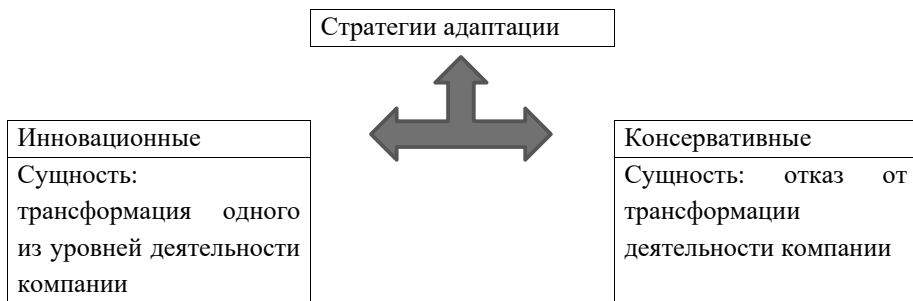 Стратегии адаптации
Инновационные
Сущность:
трансформация одного
из уровней деятельности
компании
Консервативные
Сущность: отказ от
трансформации
деятельности компании